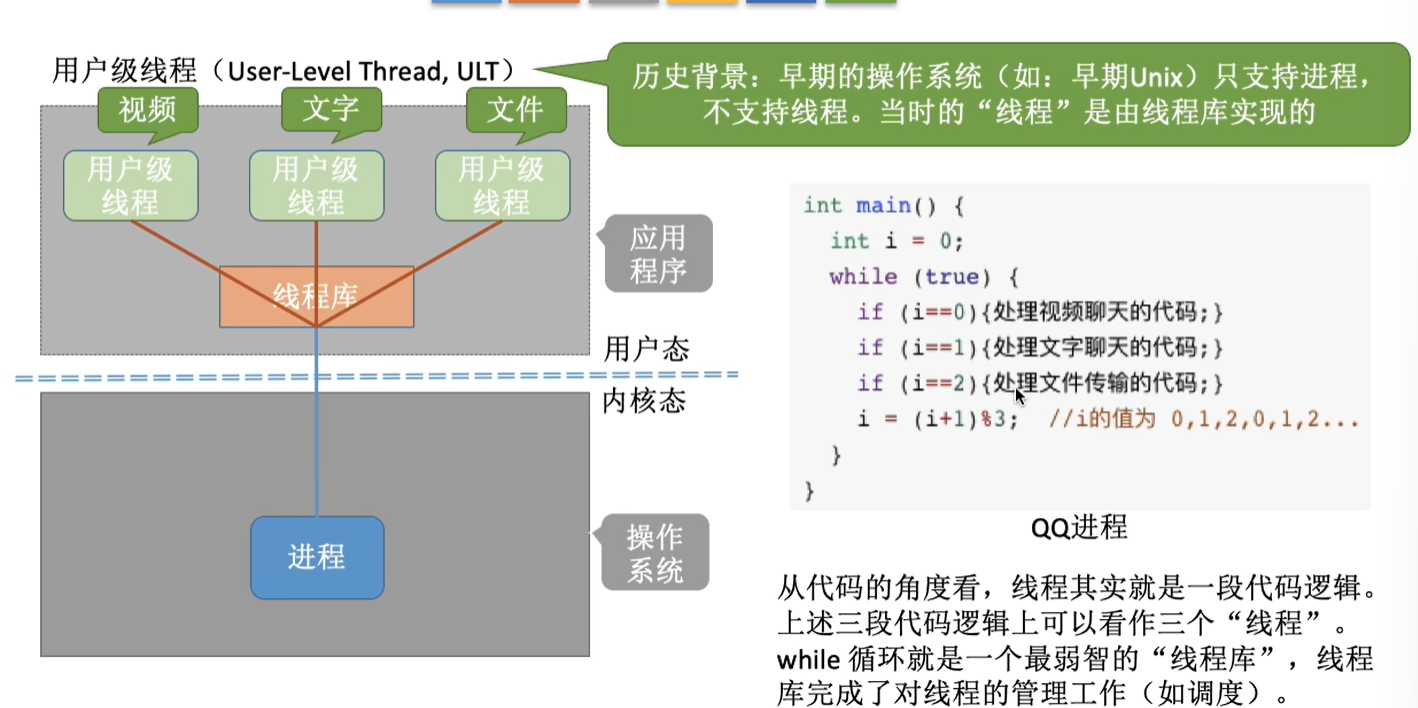 用户级线程（User-Level Thread, ULT）
历史背景：早期的操作系统（如：早期Unix）只支持进程，
不支持线程。当时的“线程”是由线程库实现的
视频
文字
文件
用户级
线程
用户级
线程
用户级
线程
线程库
应用
程序
用户态
内核态
进程
操作
系统
int main() {
int i = 0;
while (true) {
if (i==0){处理视频聊天的代码;}
if (i==1){处理文字聊天的代码;}
if (i==2){处理文件传输的代码;}
i = (i+1)%3; //i的值为 0,1,2,0,1,2...
}
}
QQ进程
从代码的角度看，线程其实就是一段代码逻辑。
上述三段代码逻辑上可以看作三个“线程”。
while 循环就是一个最弱智的“线程库”，线程
库完成了对线程的管理工作（如调度）。